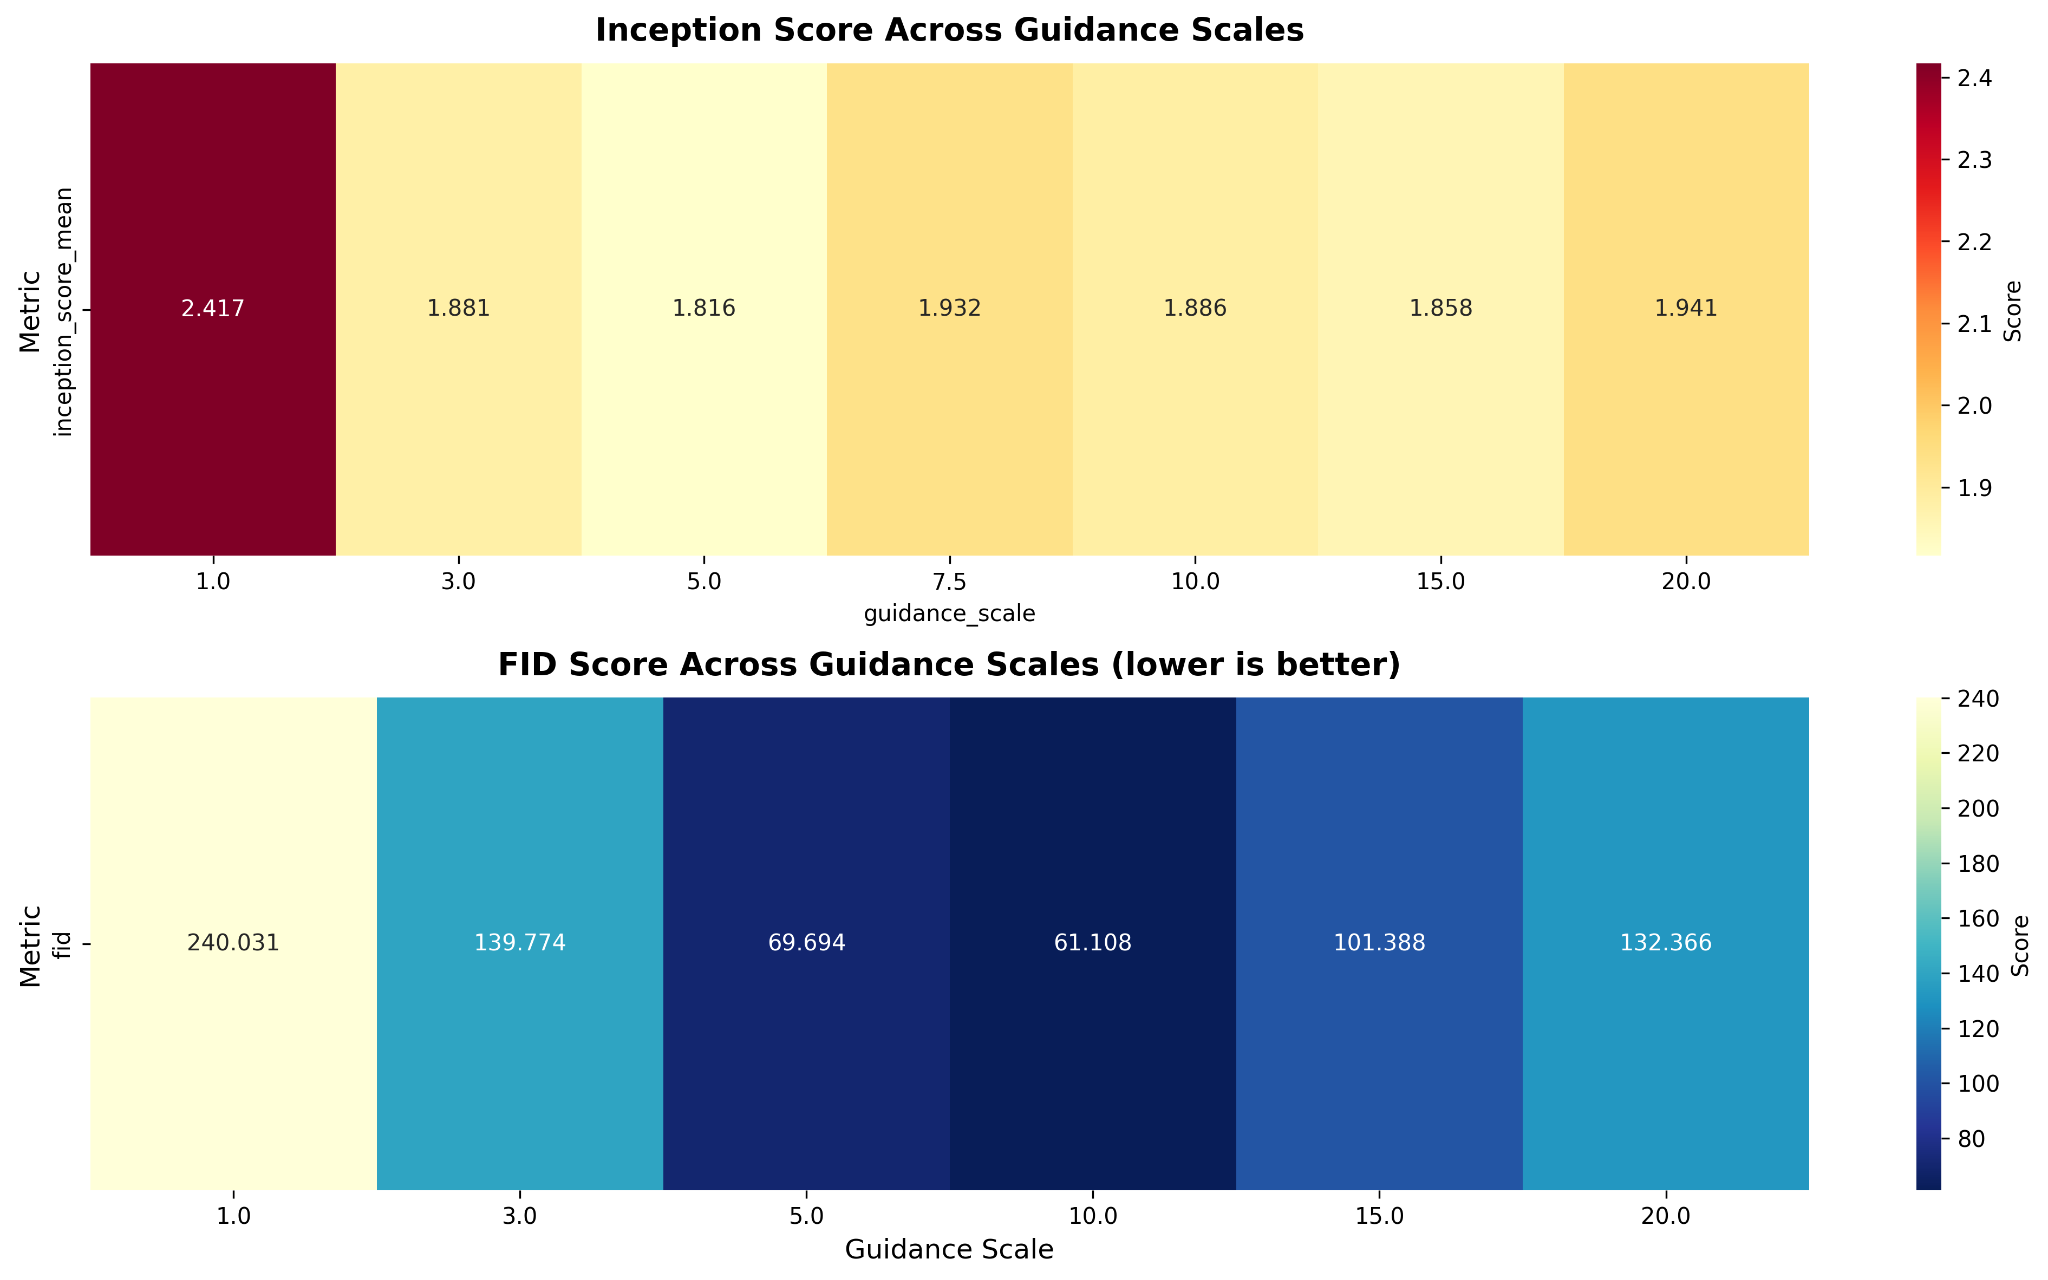 Inception Score Across Guidance Scales
Metric
inception_score_mean
2.417 1.881 1.816 1.932 1.886 1.858 1.941
1.0 3.0 5.0 7.5 10.0 15.0 20.0
guidance_scale
2.4
2.3
2.2
2.1
2.0
1.9
Score
FID Score Across Guidance Scales (lower is better)
Metric
fid
240.031 139.774 69.694 61.108 101.388 132.366
1.0 3.0 5.0 10.0 15.0 20.0
Guidance Scale
240
220
200
180
160
140
120
100
80
Score